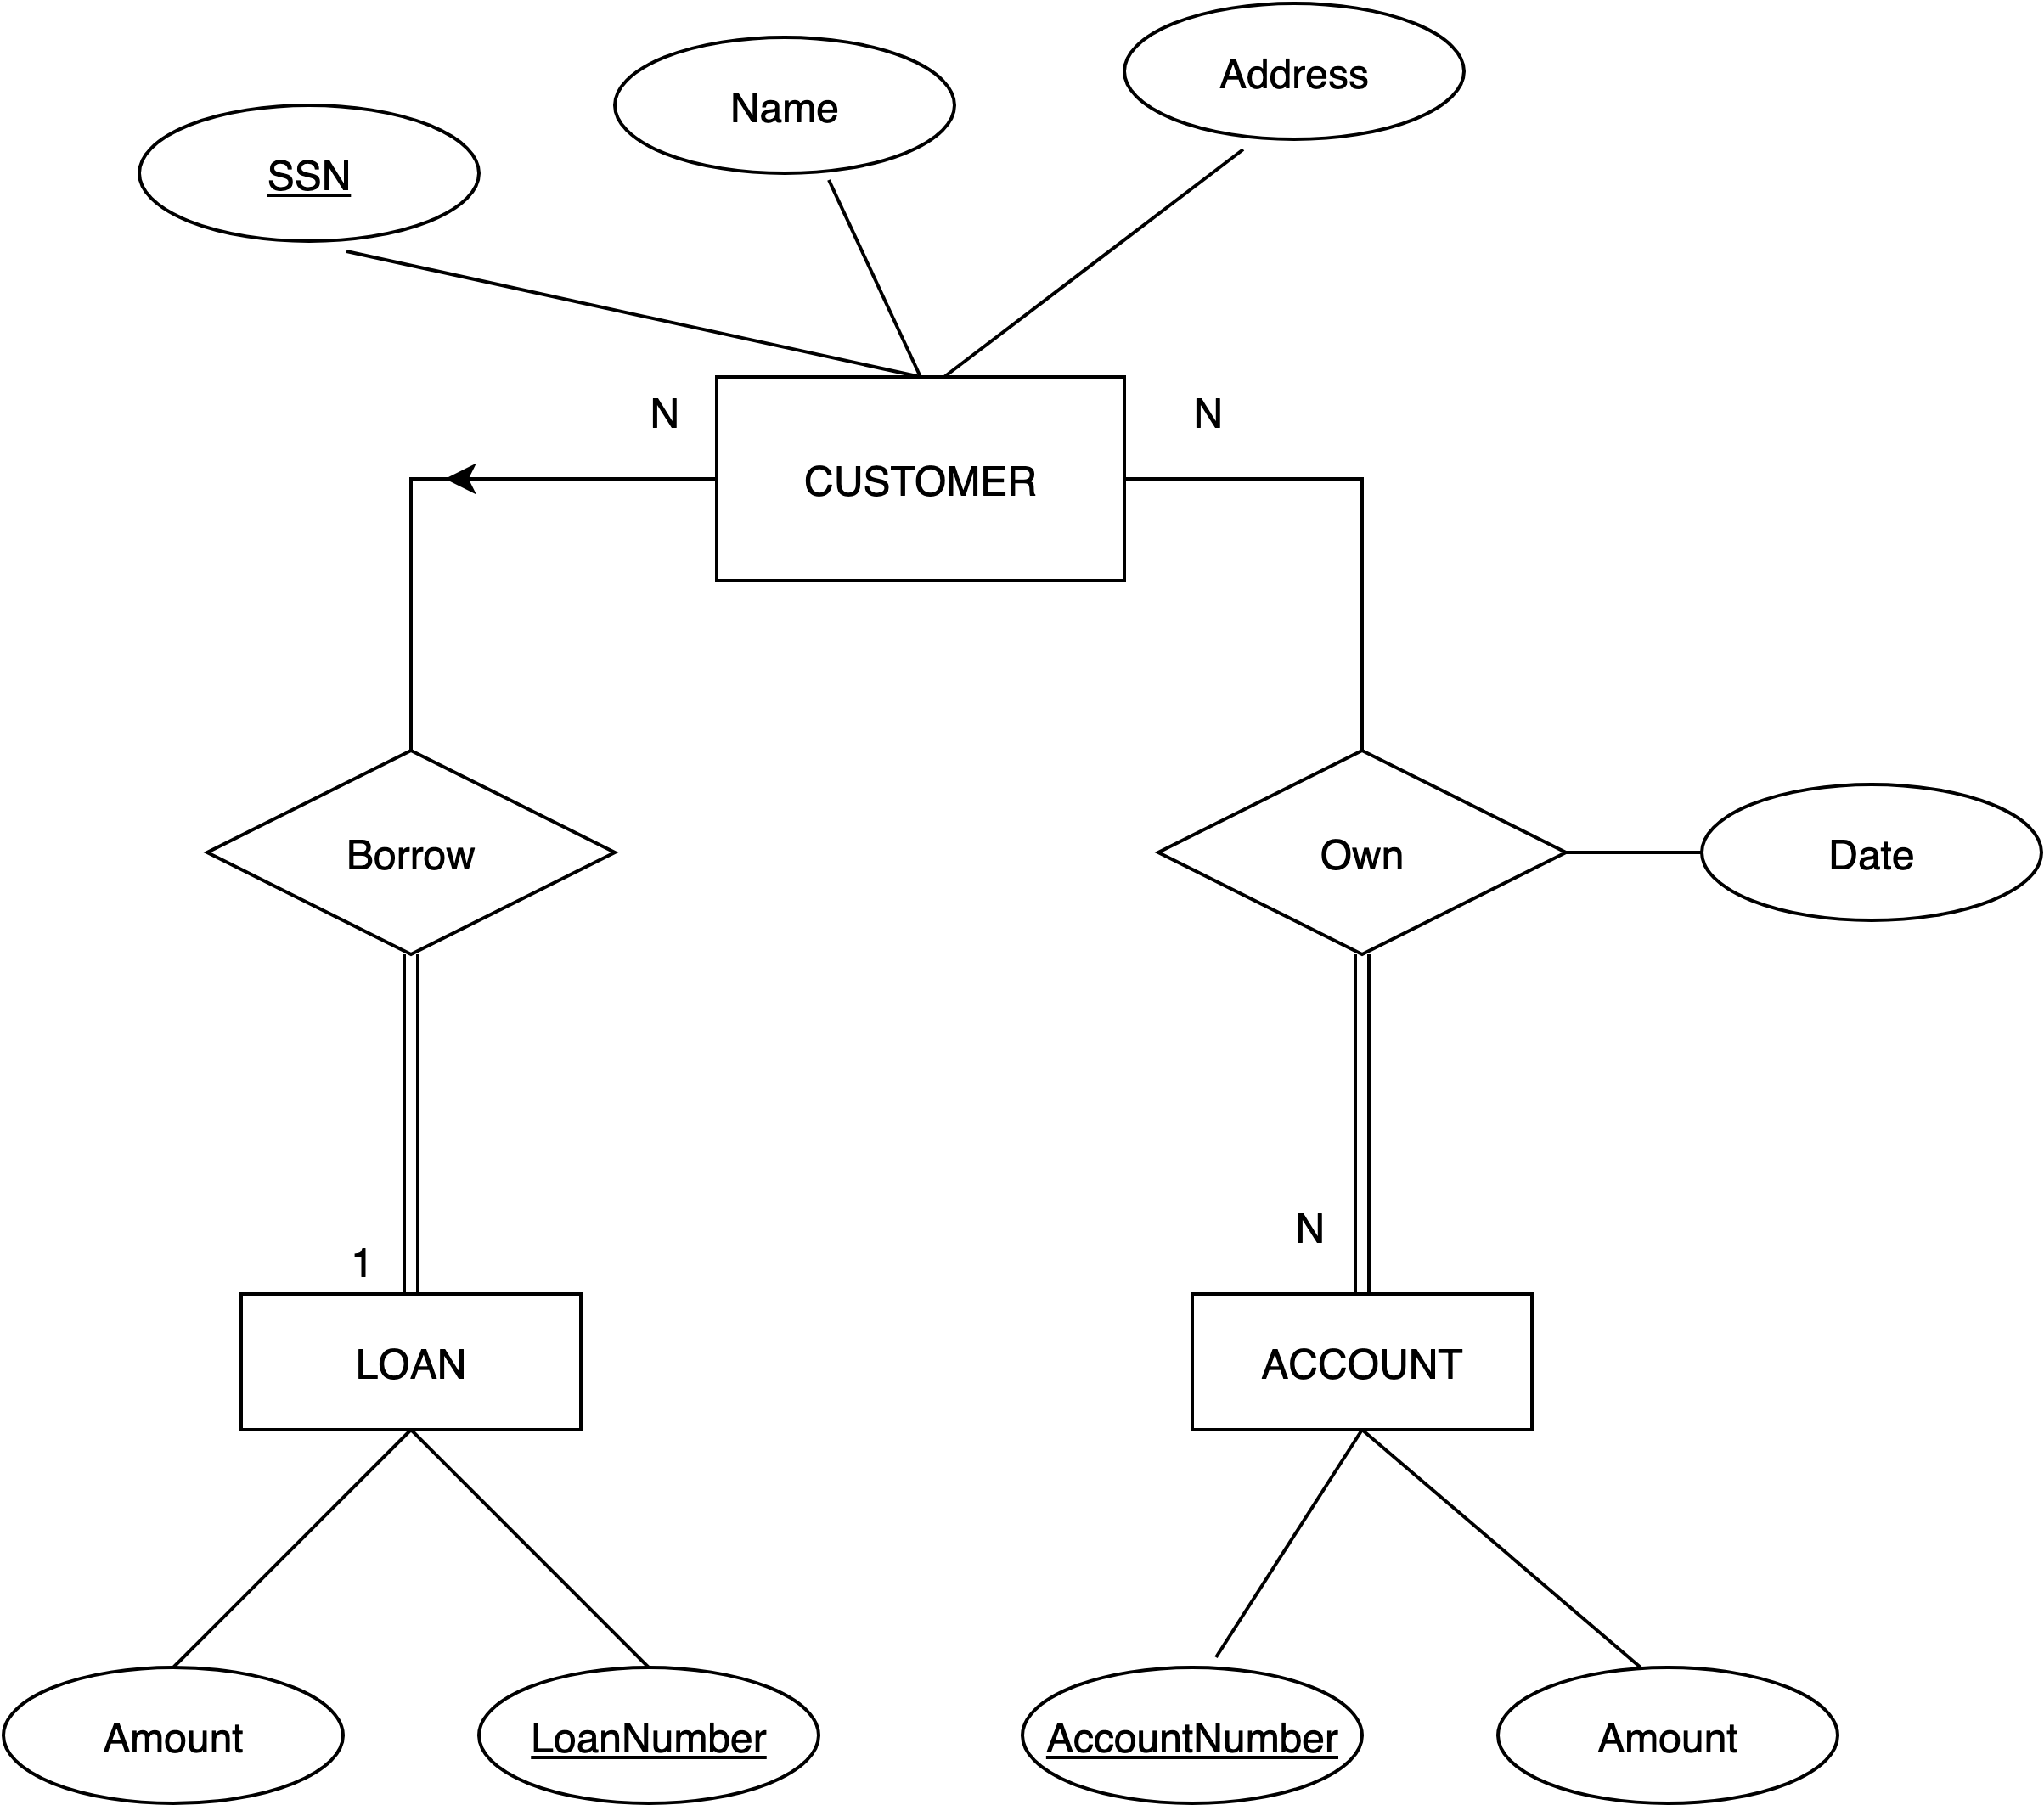 Address
Name
SSN
N
N
CUSTOMER
Borrow
Own
Date
N
1
LOAN
ACCOUNT
Amount
LoanNumber
AccountNumber
Amount